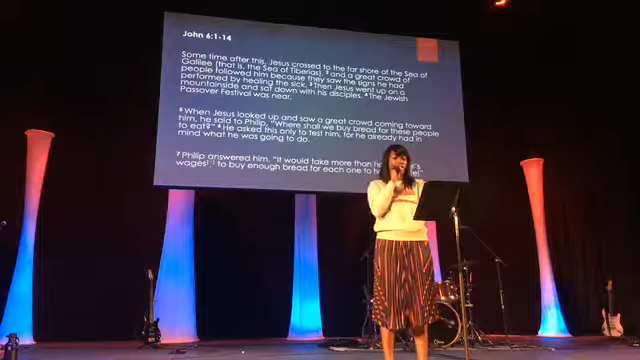 John 6:1-14
Some time after this, Jesus crossed to the far shore of the Sea of
Galilee (that is, the Sea of Tiberias), ² and a great crowd of
people followed him because they saw the signs he had
performed by healing the sick. ³ Then Jesus went up on a
mountainside and sat down with his disciples. ⁴ The Jewish
Passover Festival was near.
⁵ When Jesus looked up and saw a great crowd coming toward
him, he said to Philip, "Where shall we buy bread for these people
to eat?" ⁶ He asked this only to test him, for he already had in
mind what he was going to do.
⁷ Philip answered him, "It would take more than
wages to buy enough bread for each one to